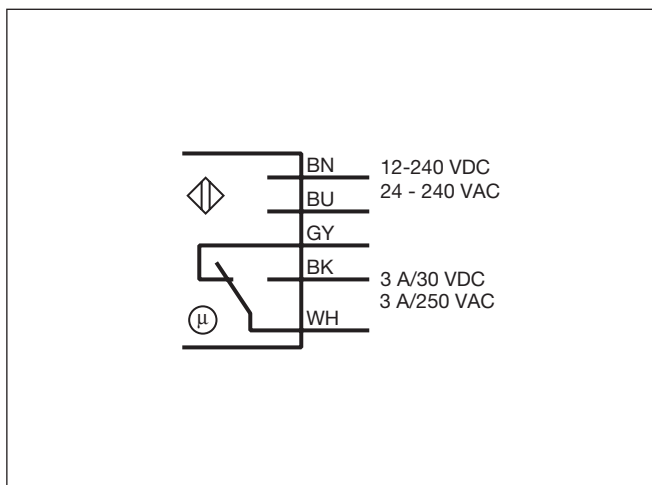 BN
12-240 VDC
BU
24 - 240 VAC
GY
BK
3 A/30 VDC
3 A/250 VAC
µ
WH